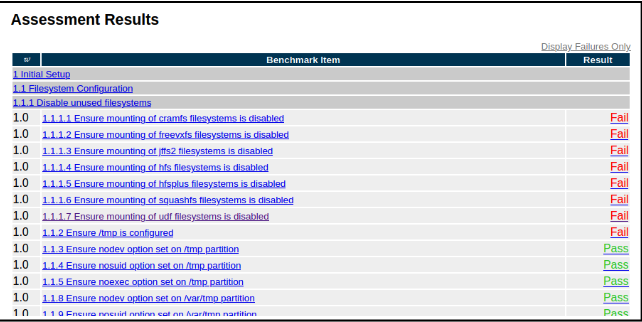 Assessment Results
Display Failures Only
Benchmark Item Result
1 Initial Setup
1.1 Filesystem Configuration
1.1.1 Disable unused filesystems
1.0 1.1.1.1 Ensure mounting of cramfs filesystems is disabled Fail
1.0 1.1.1.2 Ensure mounting of freevxfs filesystems is disabled Fail
1.0 1.1.1.3 Ensure mounting of jffs2 filesystems is disabled Fail
1.0 1.1.1.4 Ensure mounting of hfs filesystems is disabled Fail
1.0 1.1.1.5 Ensure mounting of hfsplus filesystems is disabled Fail
1.0 1.1.1.6 Ensure mounting of squashfs filesystems is disabled Fail
1.0 1.1.1.7 Ensure mounting of udf filesystems is disabled Fail
1.0 1.1.2 Ensure /tmp is configured Fail
1.0 1.1.3 Ensure nodev option set on /tmp partition Pass
1.0 1.1.4 Ensure nosuid option set on /tmp partition Pass
1.0 1.1.5 Ensure noexec option set on /tmp partition Pass
1.0 1.1.8 Ensure nodev option set on /var/tmp partition Pass
1.0 1.1.9 Ensure nosuid option set on /var/tmp partition Pass